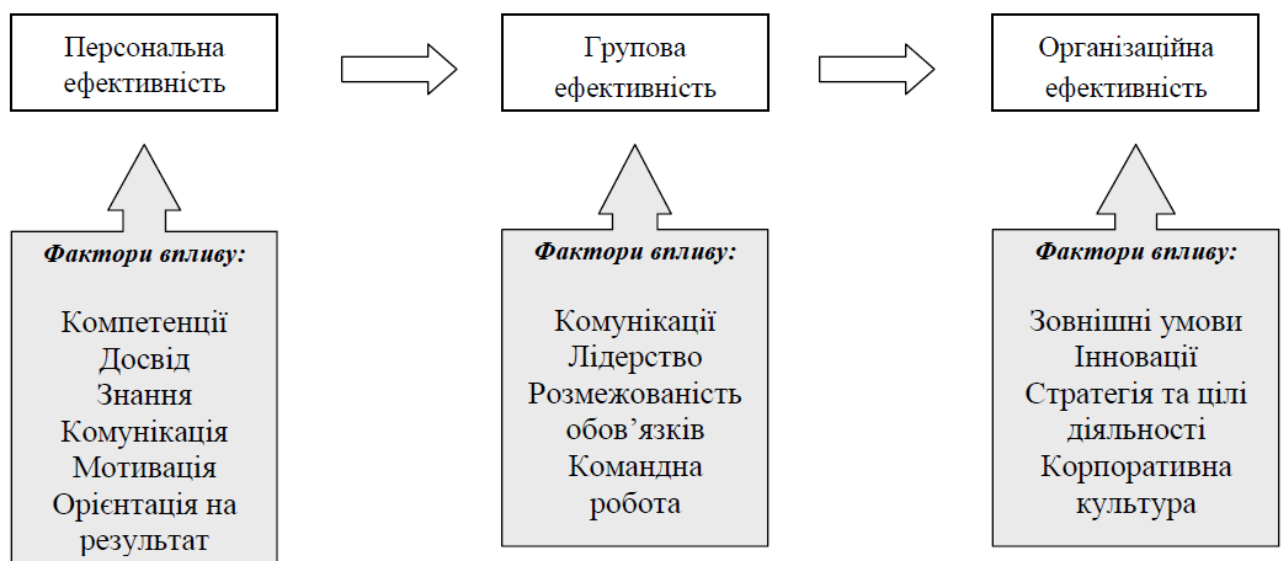 Персональна
ефективність
Групова
ефективність
Організаційна
ефективність
Фактори впливу:
Компетенції
Досвід
Знання
Комунікація
Мотивація
Орієнтація на
результат
Фактори впливу:
Комунікації
Лідерство
Розмежованість
обов’язків
Командна
робота
Фактори впливу:
Зовнішні умови
Інновації
Стратегія та цілі
діяльності
Корпоративна
культура